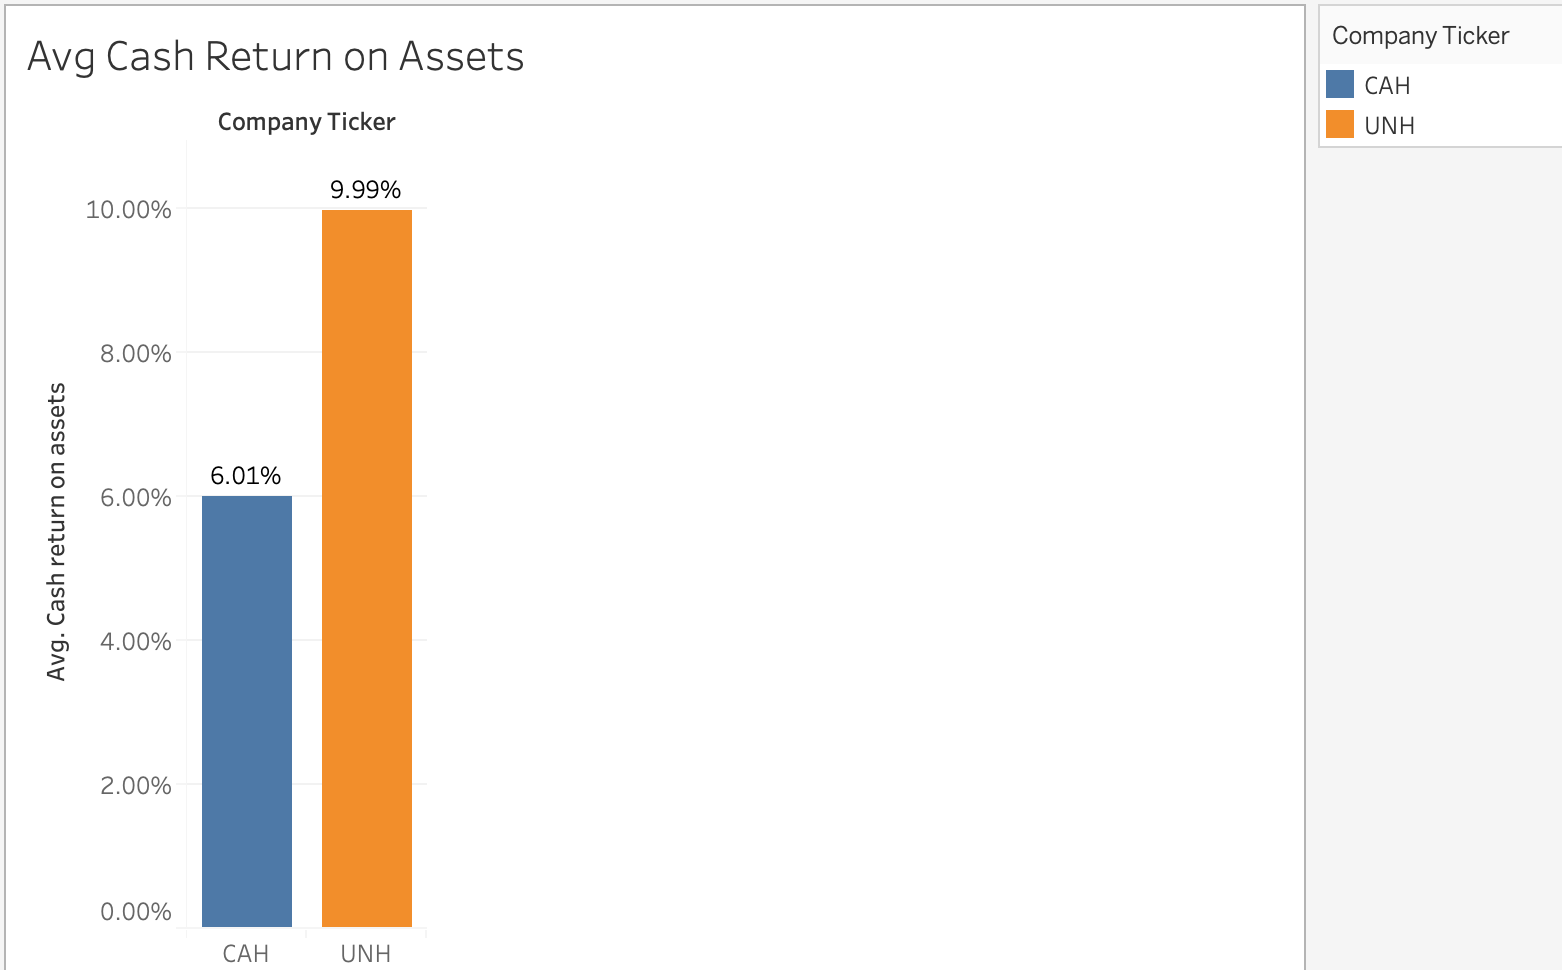 Avg Cash Return on Assets
Company Ticker
9.99%
10.00%
8.00%
6.01%
6.00%
4.00%
2.00%
0.00%
Avg. Cash return on assets
CAH
UNH
Company Ticker
CAH
UNH